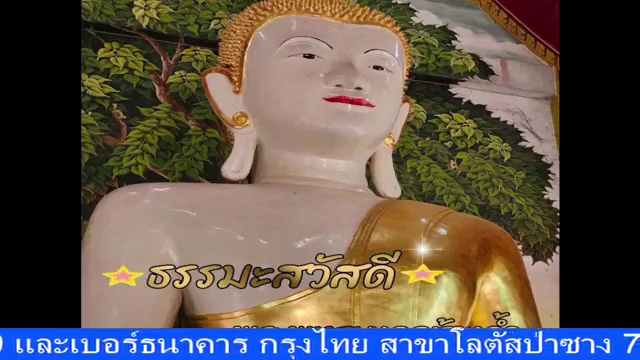 ธรรมะสวัสดี
และเบอร์ธนาคาร กรุงไทย สาขาโลตัสป่าซาง 7